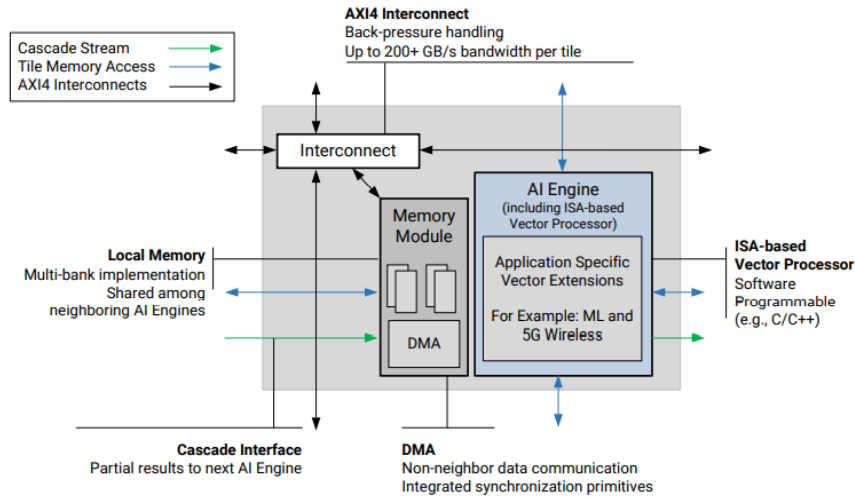 AXI4 Interconnect
Back-pressure handling
Up to 200+ GB/s bandwidth per tile
Cascade Stream
Tile Memory Access
AXI4 Interconnects
Interconnect
AI Engine
(including ISA-based
Vector Processor)
Memory
Module
Application Specific
Vector Extensions
For Example: ML and
5G Wireless
DMA
Local Memory
Multi-bank implementation
Shared among
neighboring AI Engines
ISA-based
Vector Processor
Software
Programmable
(e.g., C/C++)
Cascade Interface
Partial results to next AI Engine
DMA
Non-neighbor data communication
Integrated synchronization primitives